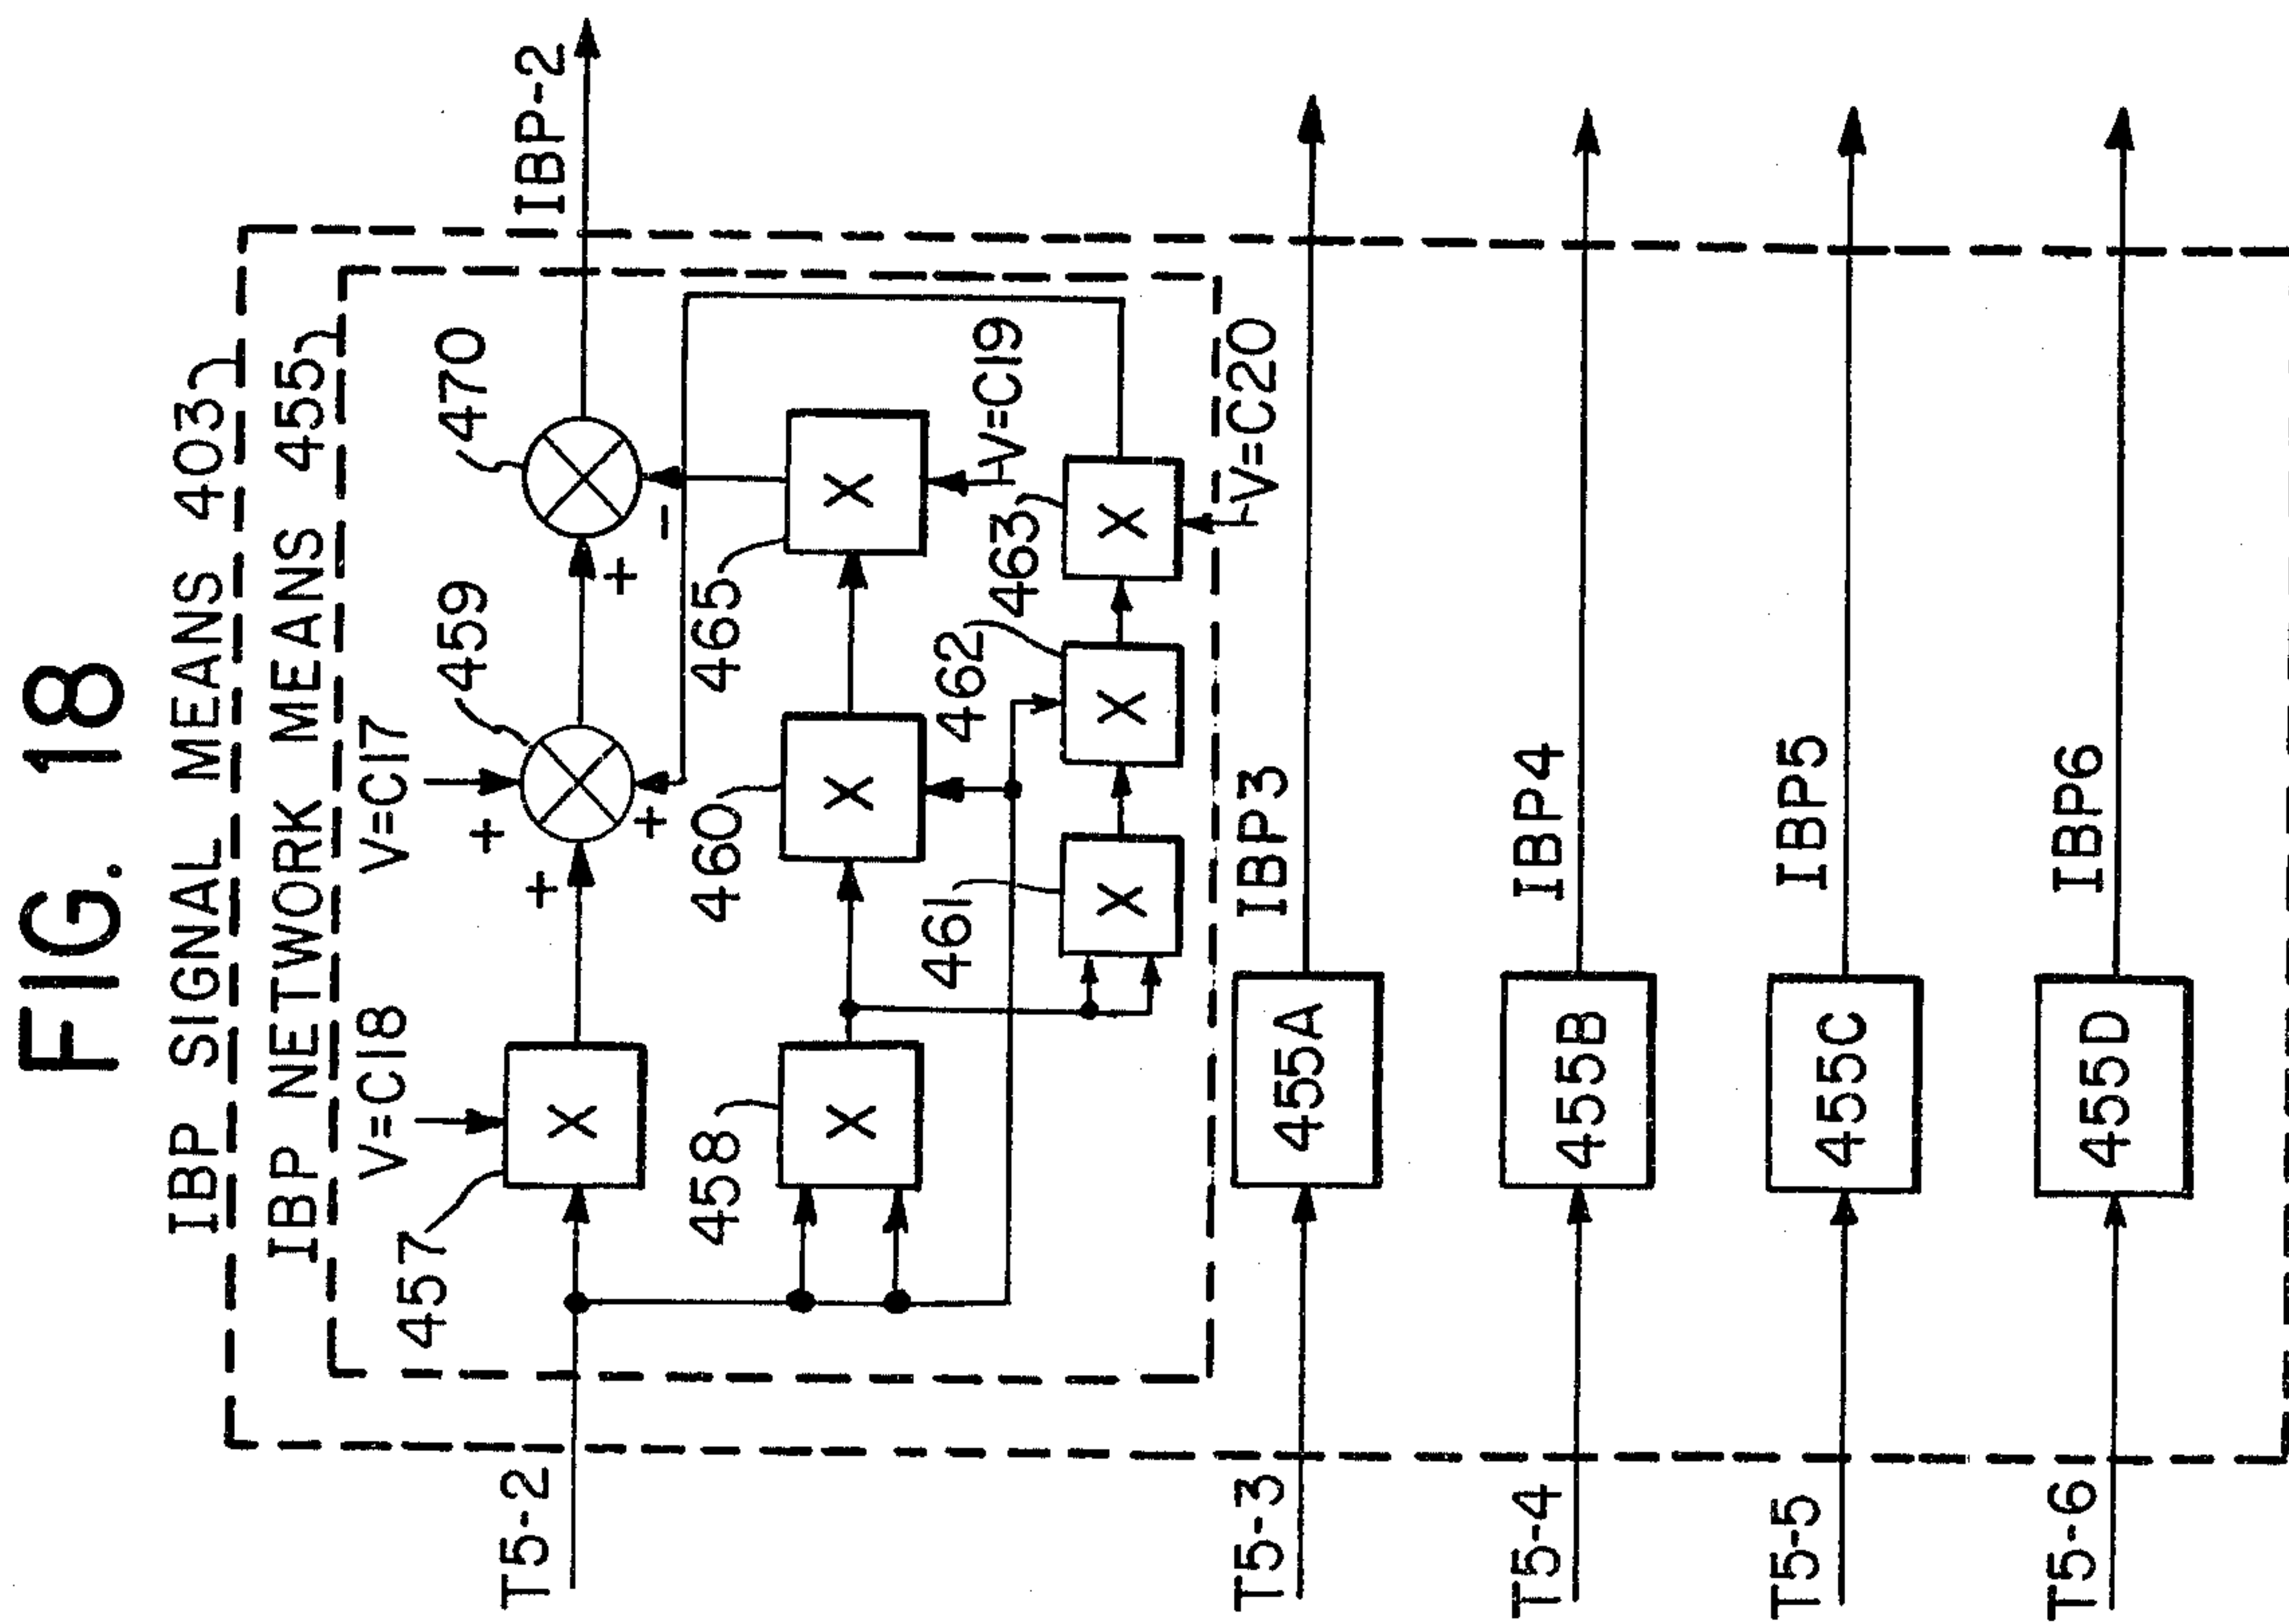 FIG. 18
IBP SIGNAL MEANS 403
IBP NETWORK MEANS 455
V=C18
V=C17
457
459
470
IBP-2
T5-2
X
+
+
+
+
-
458
460
465
X
X
X
V=C19
461
462
463
X
X
X
V=C20
T5-3
455A
IBP3
T5-4
455B
IBP4
T5-5
455C
IBP5
T5-6
455D
IBP6